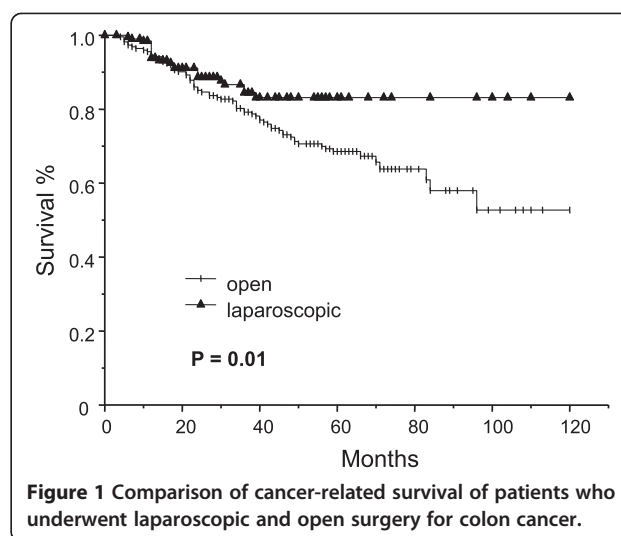 1.0
0.8
0.6
0.4
0.2
0
Survival %
open
laparoscopic
P = 0.01
0 20 40 60 80 100 120
Months
Figure 1 Comparison of cancer-related survival of patients who
underwent laparoscopic and open surgery for colon cancer.